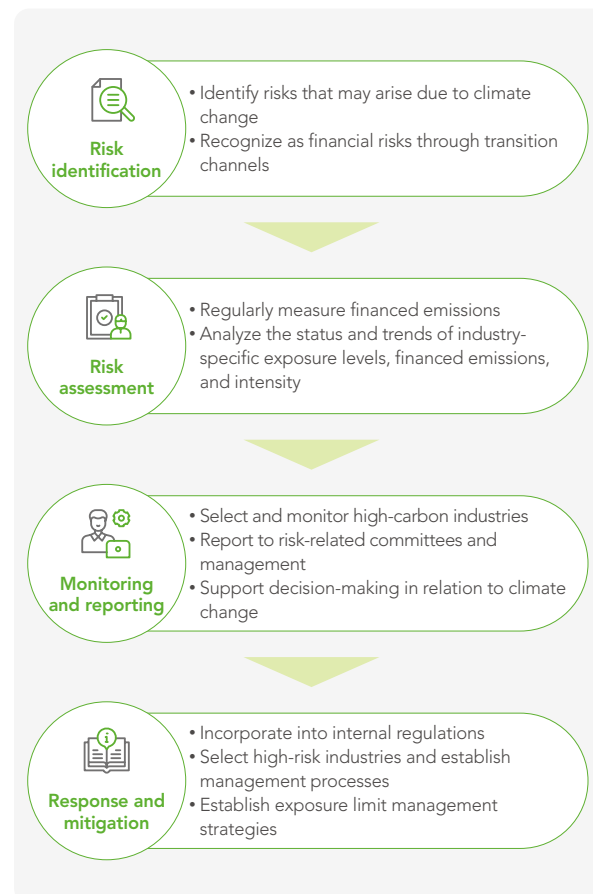 Risk
identification
• Identify risks that may arise due to climate
change
• Recognize as financial risks through transition
channels
Risk
assessment
• Regularly measure financed emissions
• Analyze the status and trends of industry-
specific exposure levels, financed emissions,
and intensity
Monitoring
and reporting
• Select and monitor high-carbon industries
• Report to risk-related committees and
management
• Support decision-making in relation to climate
change
Response and
mitigation
• Incorporate into internal regulations
• Select high-risk industries and establish
management processes
• Establish exposure limit management
strategies